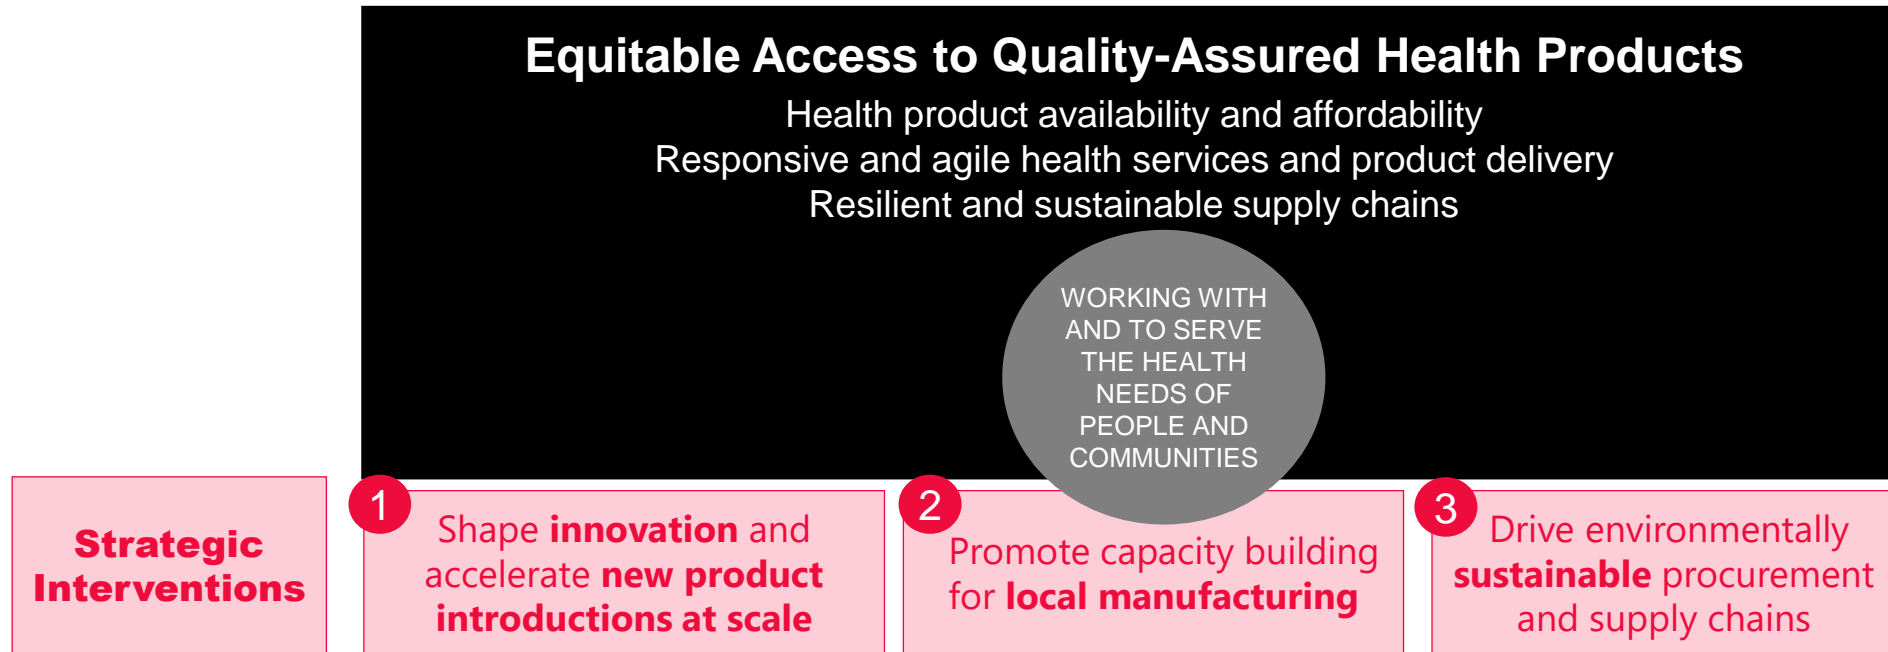 Equitable Access to Quality-Assured Health Products
Health product availability and affordability
Responsive and agile health services and product delivery
Resilient and sustainable supply chains
WORKING WITH
AND TO SERVE
THE HEALTH
NEEDS OF
PEOPLE AND
COMMUNITIES
Strategic
Interventions
1
Shape innovation and
accelerate new product
introductions at scale
2
Promote capacity building
for local manufacturing
3
Drive environmentally
sustainable procurement
and supply chains